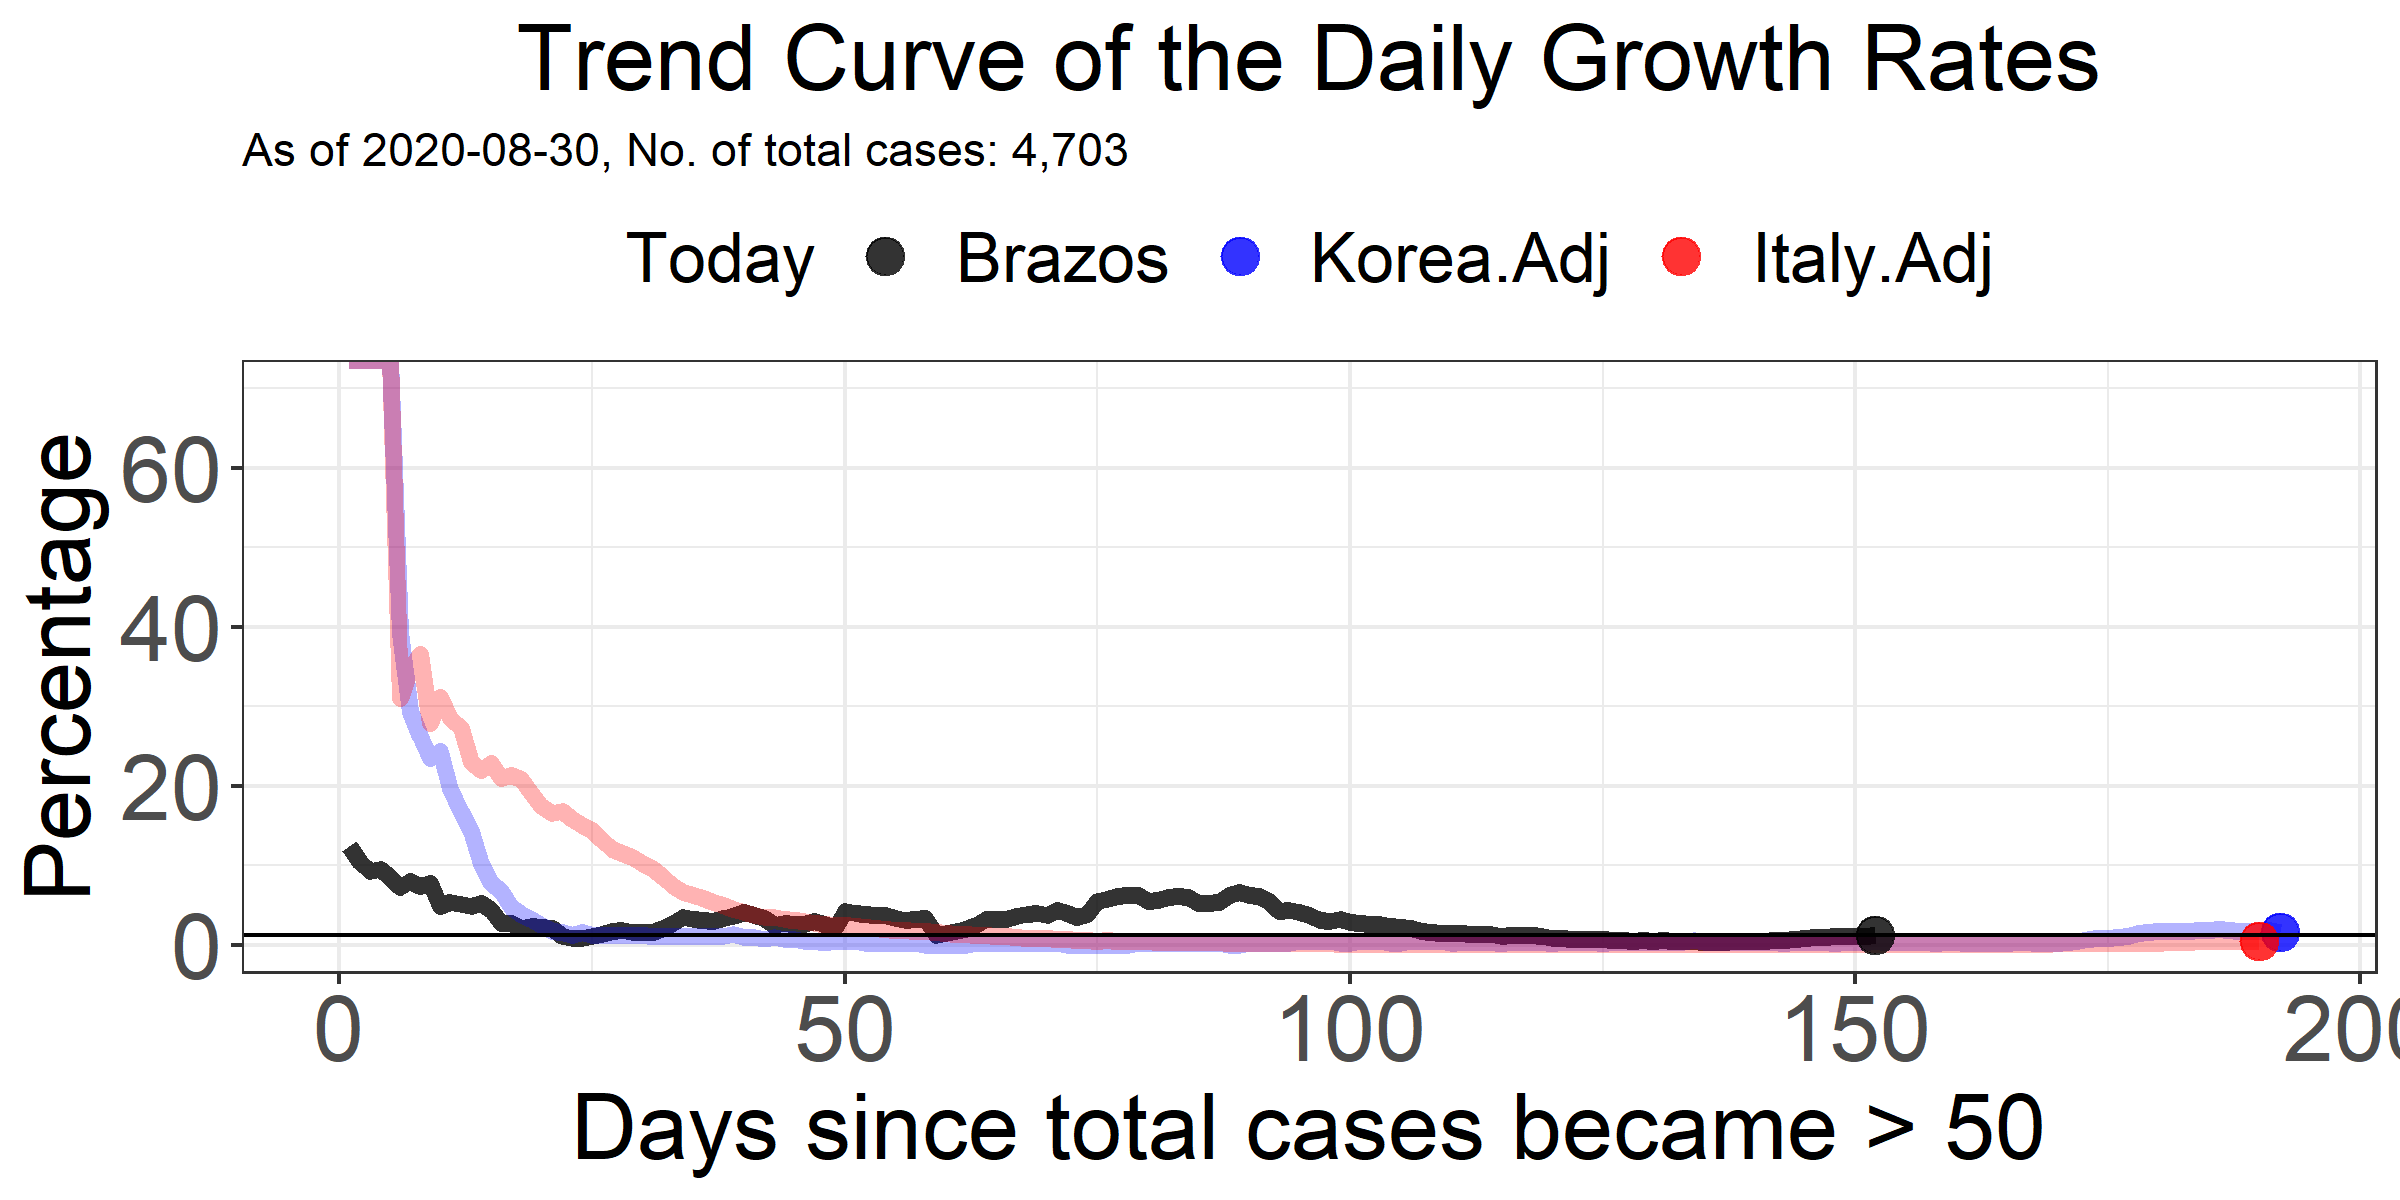 Trend Curve of the Daily Growth Rates
As of 2020-08-30, No. of total cases: 4,703
Today Brazos Korea.Adj Italy.Adj
Percentage
60
40
20
0
0 50 100 150 200
Days since total cases became > 50